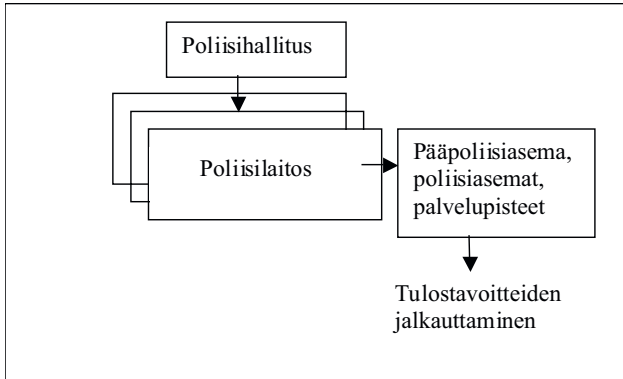 Poliisihallitus
Poliisilaitos
Pääpoliisiasema,
poliisiasemat,
palvelupisteet
Tulostavoitteiden
jalkauttaminen